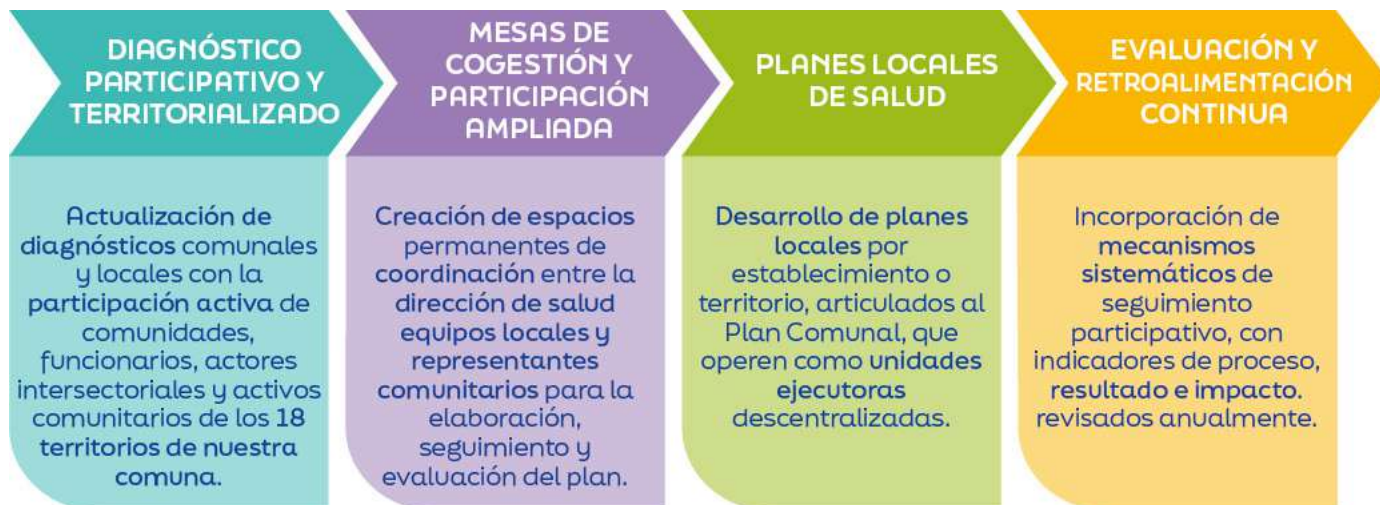 DIAGNÓSTICO
PARTICIPATIVO Y
TERRITORIALIZADO
Actualización de
diagnósticos comunales
y locales con la
participación activa de
comunidades,
funcionarios, actores
intersectoriales y activos
comunitarios de los 18
territorios de nuestra
comuna.
MESAS DE
COGESTIÓN Y
PARTICIPACIÓN
AMPLIADA
Creación de espacios
permanentes de
coordinación entre la
dirección de salud
equipos locales y
representantes
comunitarios para la
elaboración,
seguimiento y
evaluación del plan.
PLANES LOCALES
DE SALUD
Desarrollo de planes
locales por
establecimiento o
territorio, articulados al
Plan Comunal, que
operen como unidades
ejecutoras
descentralizadas.
EVALUACIÓN Y
RETROALIMENTACIÓN
CONTINUA
Incorporación de
mecanismos
sistemáticos de
seguimiento
participativo, con
indicadores de proceso,
resultado e impacto.
revisados anualmente.